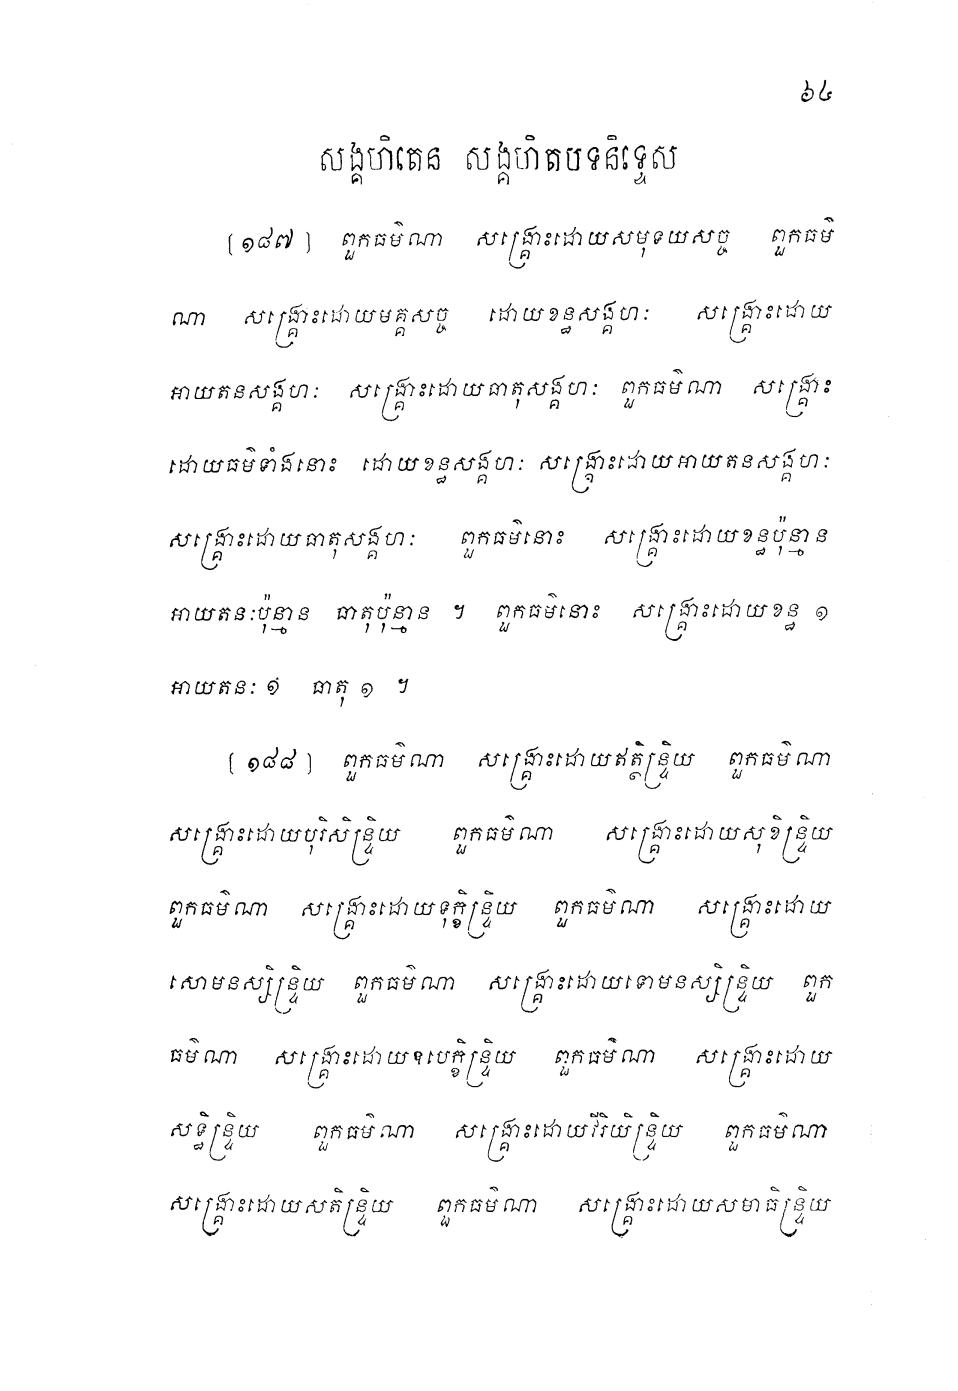 ៦៤
សង្គហិតេន សង្គហិតបទនិទ្ទេស
[១៨៧] ពួកធម៌ណា សង្គ្រោះដោយសមុទយសច្ច ពួកធម៌
ណា សង្គ្រោះដោយមគ្គសច្ច ដោយខន្ធសង្គហៈ សង្គ្រោះដោយ
អាយតនសង្គហៈ សង្គ្រោះដោយធាតុសង្គហៈ ពួកធម៌ណា សង្គ្រោះ
ដោយធម៌ទាំងនោះ ដោយខន្ធសង្គហៈ សង្គ្រោះដោយអាយតនសង្គហៈ
សង្គ្រោះដោយធាតុសង្គហៈ ពួកធម៌នោះ សង្គ្រោះដោយខន្ធប៉ុន្មាន
អាយតនៈប៉ុន្មាន ធាតុប៉ុន្មាន ។ ពួកធម៌នោះ សង្គ្រោះដោយខន្ធ ១
អាយតនៈ ១ ធាតុ ១ ។
[១៨៨] ពួកធម៌ណា សង្គ្រោះដោយឥត្ថិន្ទ្រិយ ពួកធម៌ណា
សង្គ្រោះដោយបុរិសិន្ទ្រិយ ពួកធម៌ណា សង្គ្រោះដោយសុខិន្ទ្រិយ
ពួកធម៌ណា សង្គ្រោះដោយទុក្ខិន្ទ្រិយ ពួកធម៌ណា សង្គ្រោះដោយ
សោមនស្សិន្ទ្រិយ ពួកធម៌ណា សង្គ្រោះដោយទោមនស្សិន្ទ្រិយ ពួក
ធម៌ណា សង្គ្រោះដោយឧបេក្ខិន្ទ្រិយ ពួកធម៌ណា សង្គ្រោះដោយ
សទ្ធិន្ទ្រិយ ពួកធម៌ណា សង្គ្រោះដោយវីរិយិន្ទ្រិយ ពួកធម៌ណា
សង្គ្រោះដោយសតិន្ទ្រិយ ពួកធម៌ណា សង្គ្រោះដោយសមាធិន្ទ្រិយ